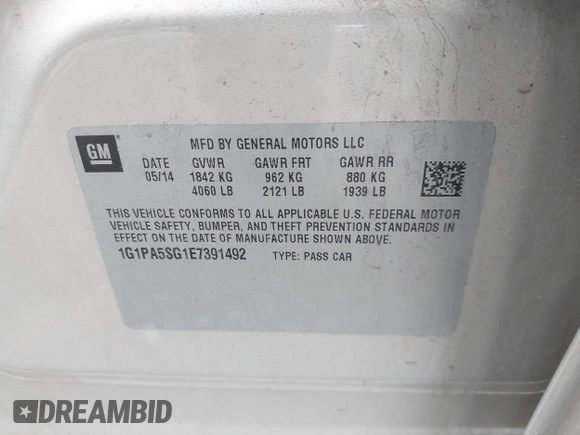 GM
MFD BY GENERAL MOTORS LLC
DATE GVWR GAWR FRT GAWR RR
05/14 1842 KG 962 KG 880 KG
4060 LB 2121 LB 1939 LB
THIS VEHICLE CONFORMS TO ALL APPLICABLE U.S. FEDERAL MOTOR
VEHICLE SAFETY, BUMPER, AND THEFT PREVENTION STANDARDS IN
EFFECT ON THE DATE OF MANUFACTURE SHOWN ABOVE.
1G1PA5SG1E7391492 TYPE: PASS CAR
DREAMBID